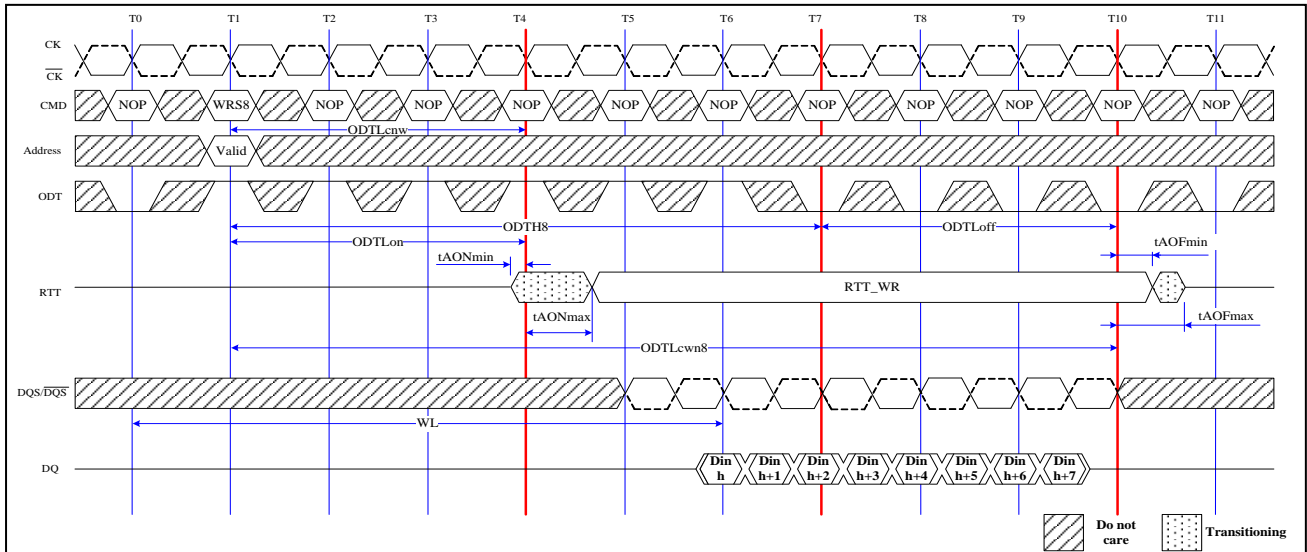 T0 T1 T2 T3 T4 T5 T6 T7 T8 T9 T10 T11
CK
CK
CMD NOP WRS8 NOP NOP NOP NOP NOP NOP NOP NOP NOP NOP
ODTLcnw
Address Valid
ODT
ODTH8 ODTLoff
ODTLon
tAONmin tAOFmin
RTT RTT_WR
tAONmax tAOFmax
ODTLcwn8
DQS/DQS
WL
DQ Din h Din h+1 Din h+2 Din h+3 Din h+4 Din h+5 Din h+6 Din h+7
Do not care Transitioning